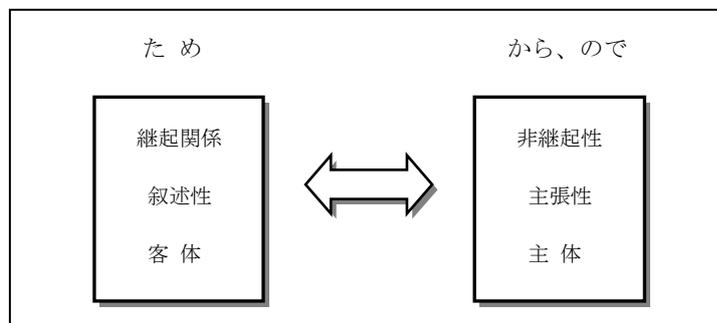 ため
から、ので
継起関係
叙述性
客体
非継起性
主張性
主体